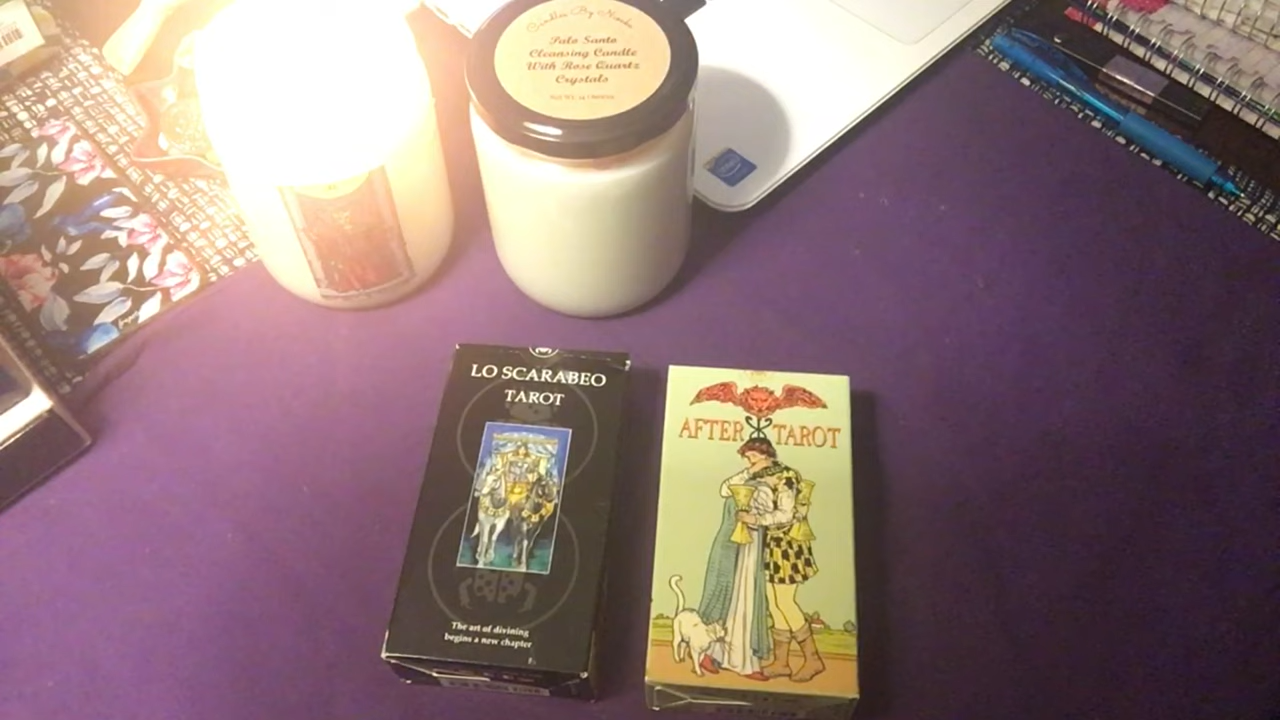 Candles By
Palo Santo
Cleansing Candle
With Rose Quartz
Crystals
LO SCARABEO
TAROT
The art of divining
begins a new chapter
AFTER TAROT